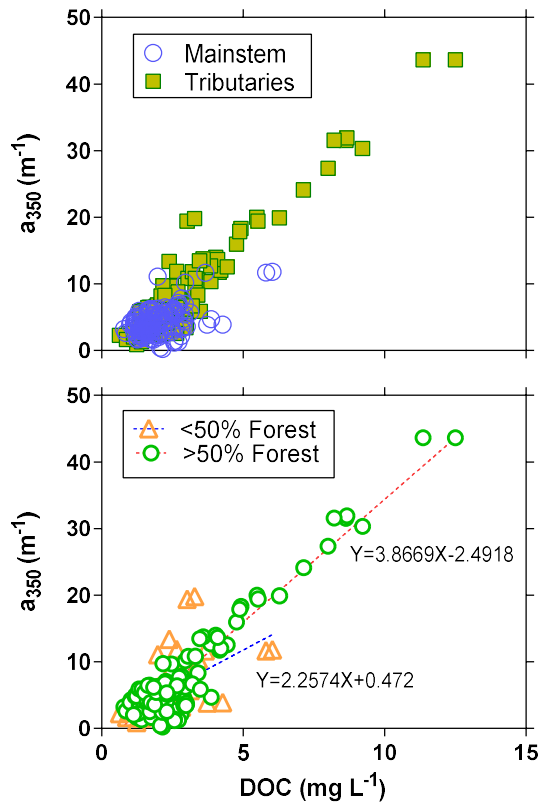 50
Mainstem
Tributaries
40
30
a350 (m-1)
20
10
0
50
<50% Forest
>50% Forest
40
30
Y=3.8669X-2.4918
a350 (m-1)
20
10
Y=2.2574X+0.472
0
0 5 10 15
DOC (mg L-1)